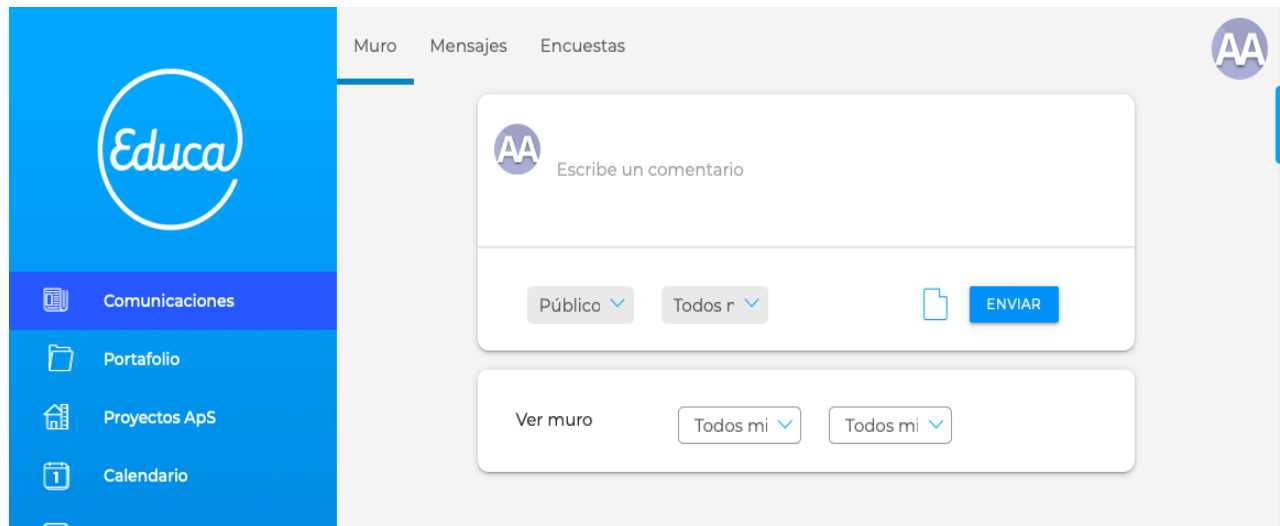 Educa
Comunicaciones
Portafolio
Proyectos ApS
1
Calendario
Muro Mensajes Encuestas
AA
AA
Escribe un comentario
Público Todos r ENVIAR
Ver muro Todos mi Todos mi